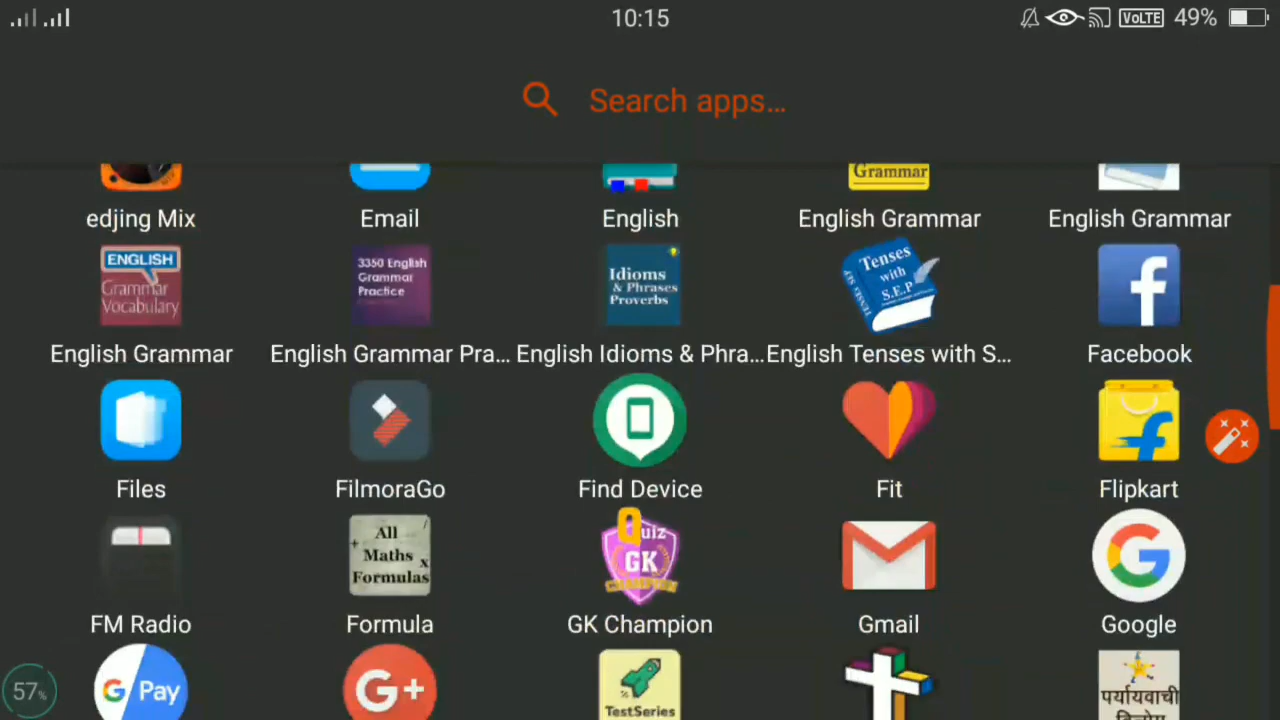 10:15
VoLTE 49%
Search apps...
Grammar
edjing Mix
Email
English
English Grammar
English Grammar
ENGLISH
Grammar
Vocabulary
3350 English
Grammar
Practice
Idioms
& Phrases
Proverbs
Tenses
with
S.E.P
English Grammar
English Grammar Pra...
English Idioms & Phra...
English Tenses with S...
Facebook
Files
FilmoraGo
Find Device
Fit
Flipkart
All
Maths
Formulas
Quiz
GK
CHAMPION
FM Radio
Formula
GK Champion
Gmail
Google
57%
G Pay
G+
TestSeries
पर्यायवाची